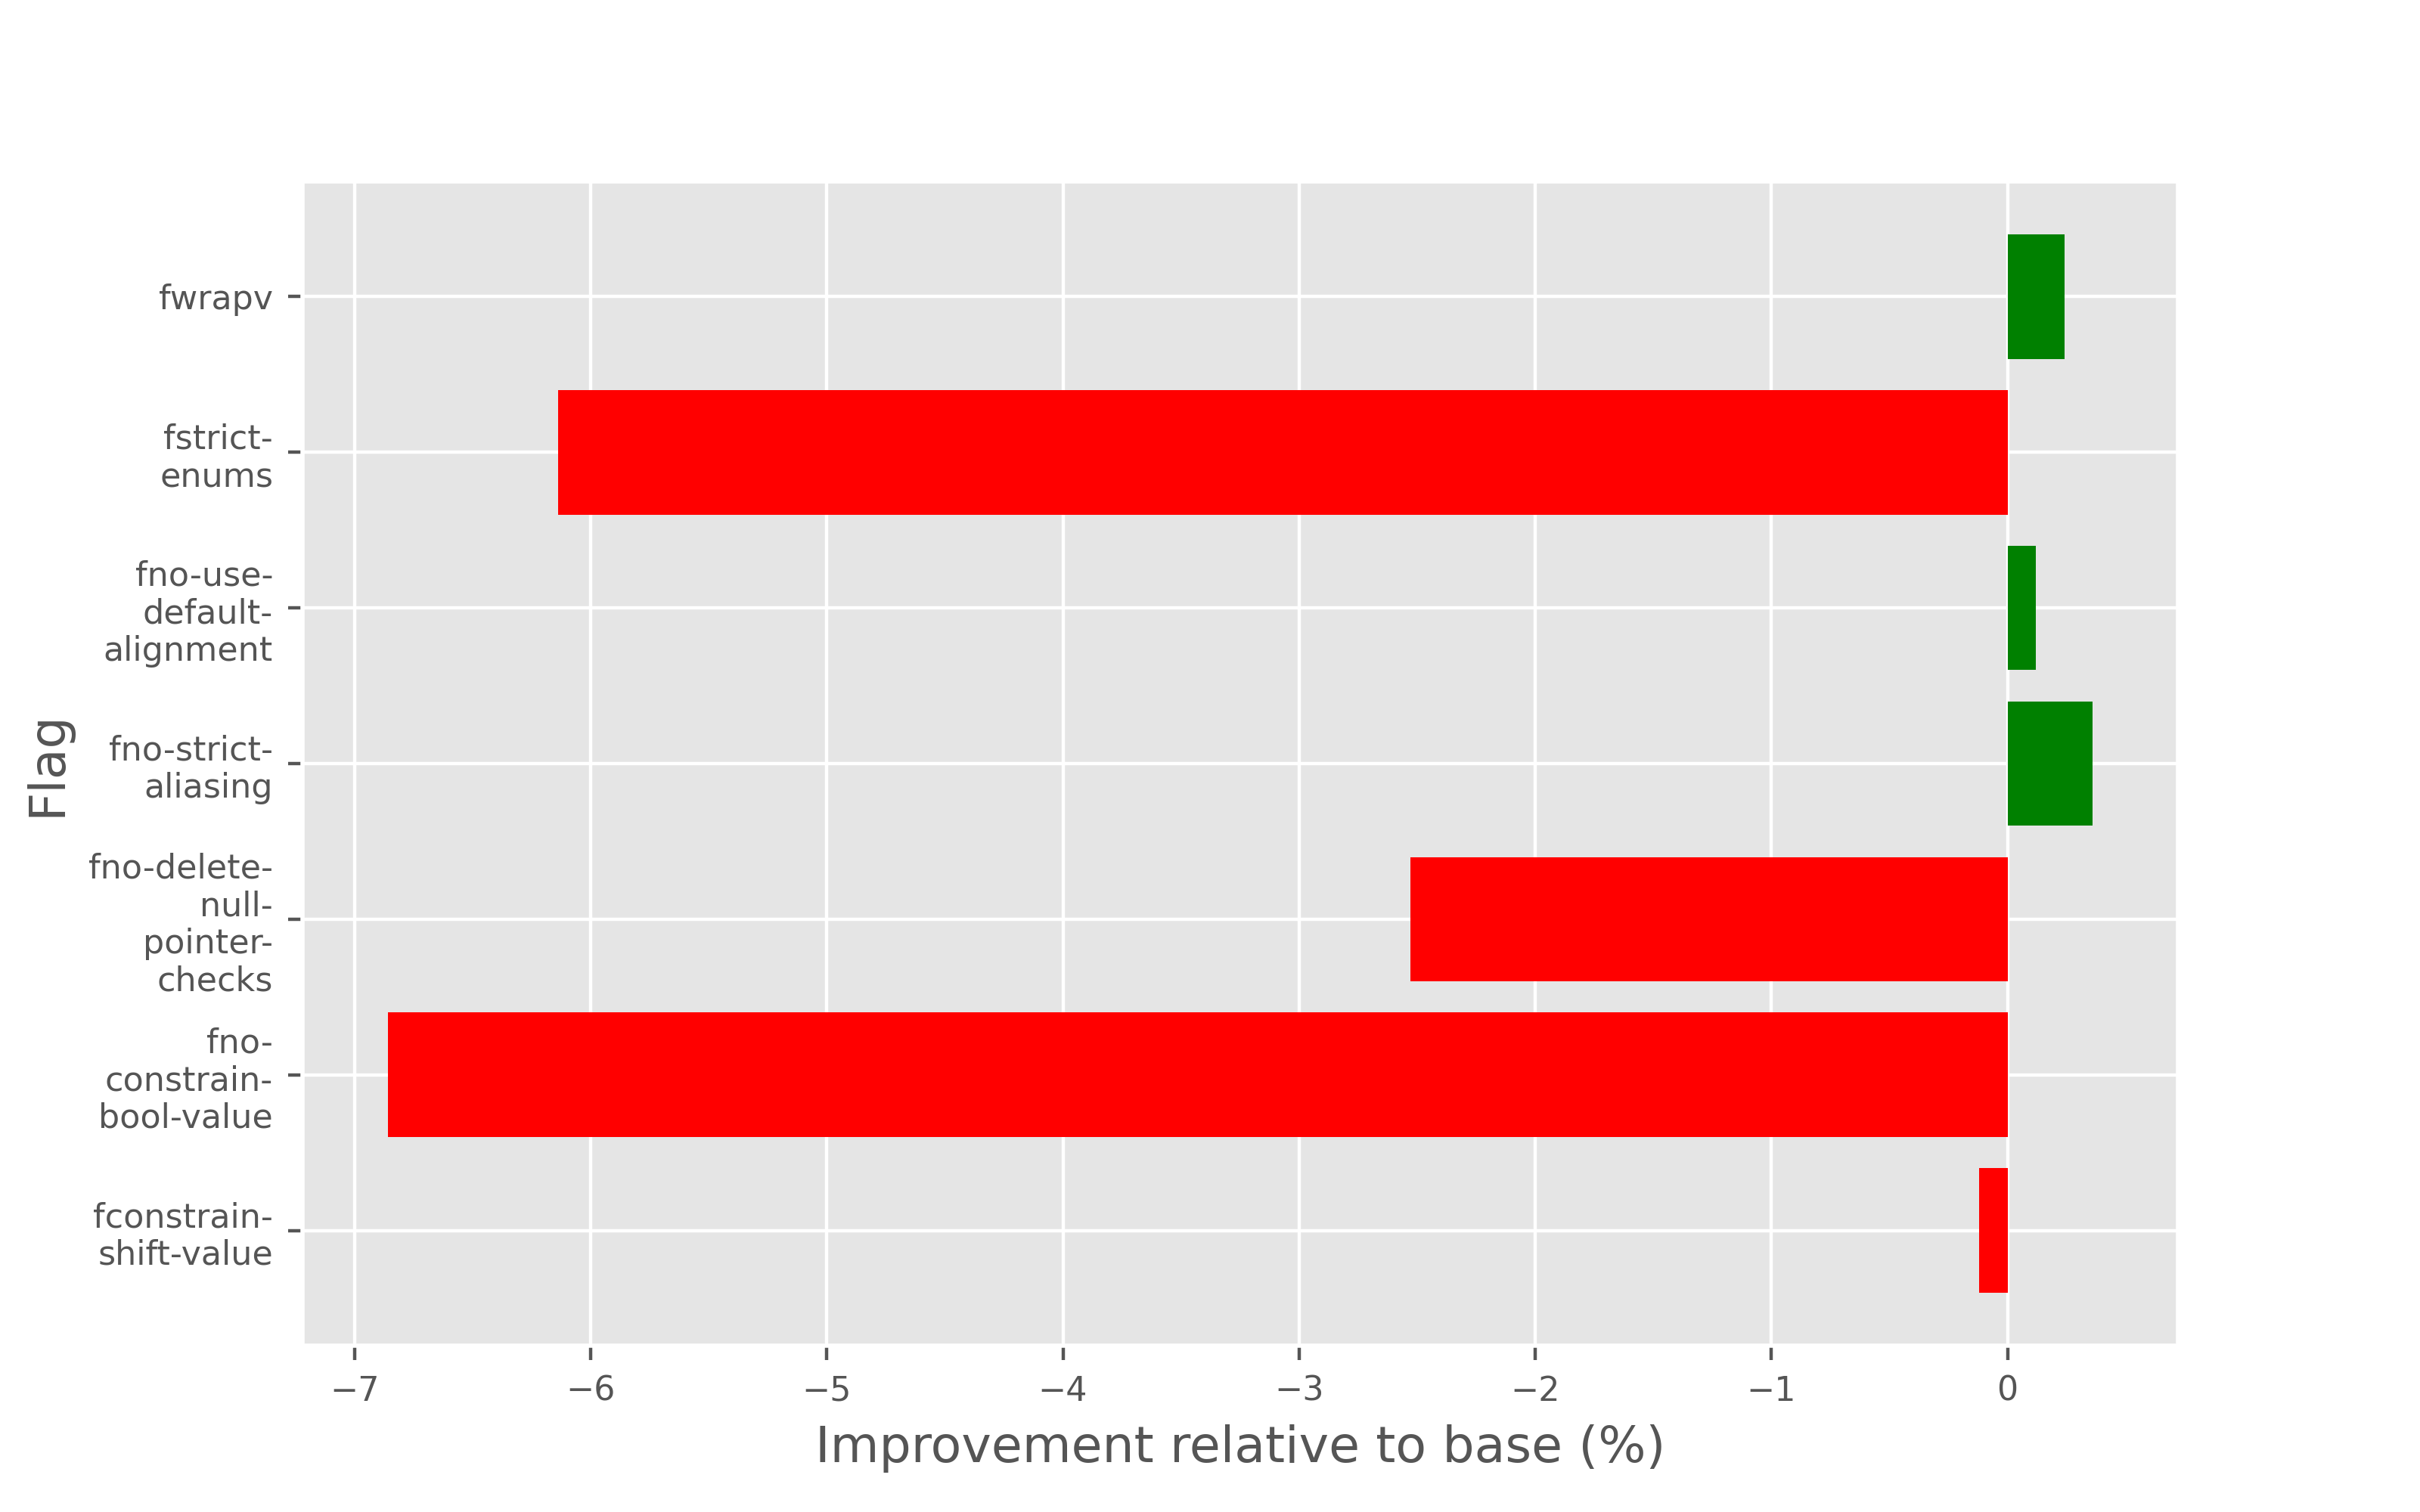 fwrapv
fstrict-
enums
fno-use-
default-
alignment
fno-strict-
aliasing
fno-delete-
null-
pointer-
checks
fno-
constrain-
bool-value
fconstrain-
shift-value
Flag
−7 −6 −5 −4 −3 −2 −1 0
Improvement relative to base (%)